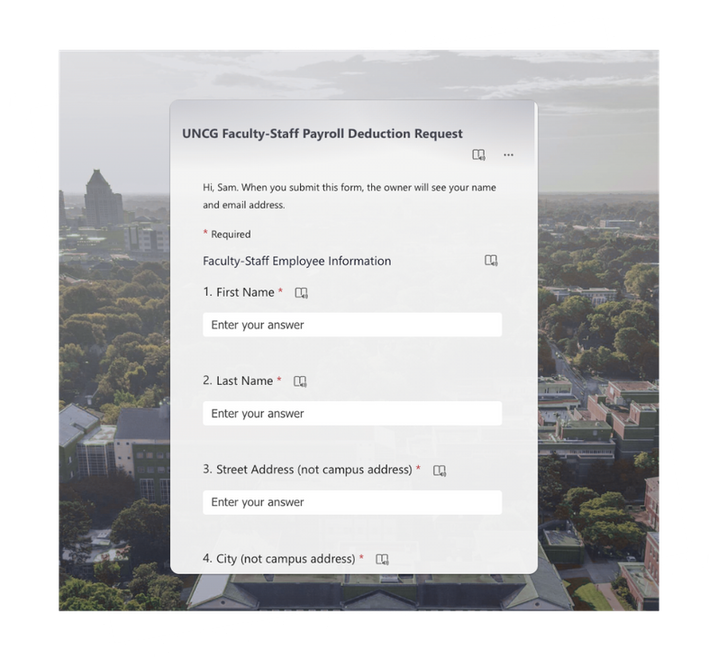 UNCG Faculty-Staff Payroll Deduction Request
Hi, Sam. When you submit this form, the owner will see your name
and email address.
* Required
Faculty-Staff Employee Information
1. First Name *
Enter your answer
2. Last Name *
Enter your answer
3. Street Address (not campus address) *
Enter your answer
4. City (not campus address) *